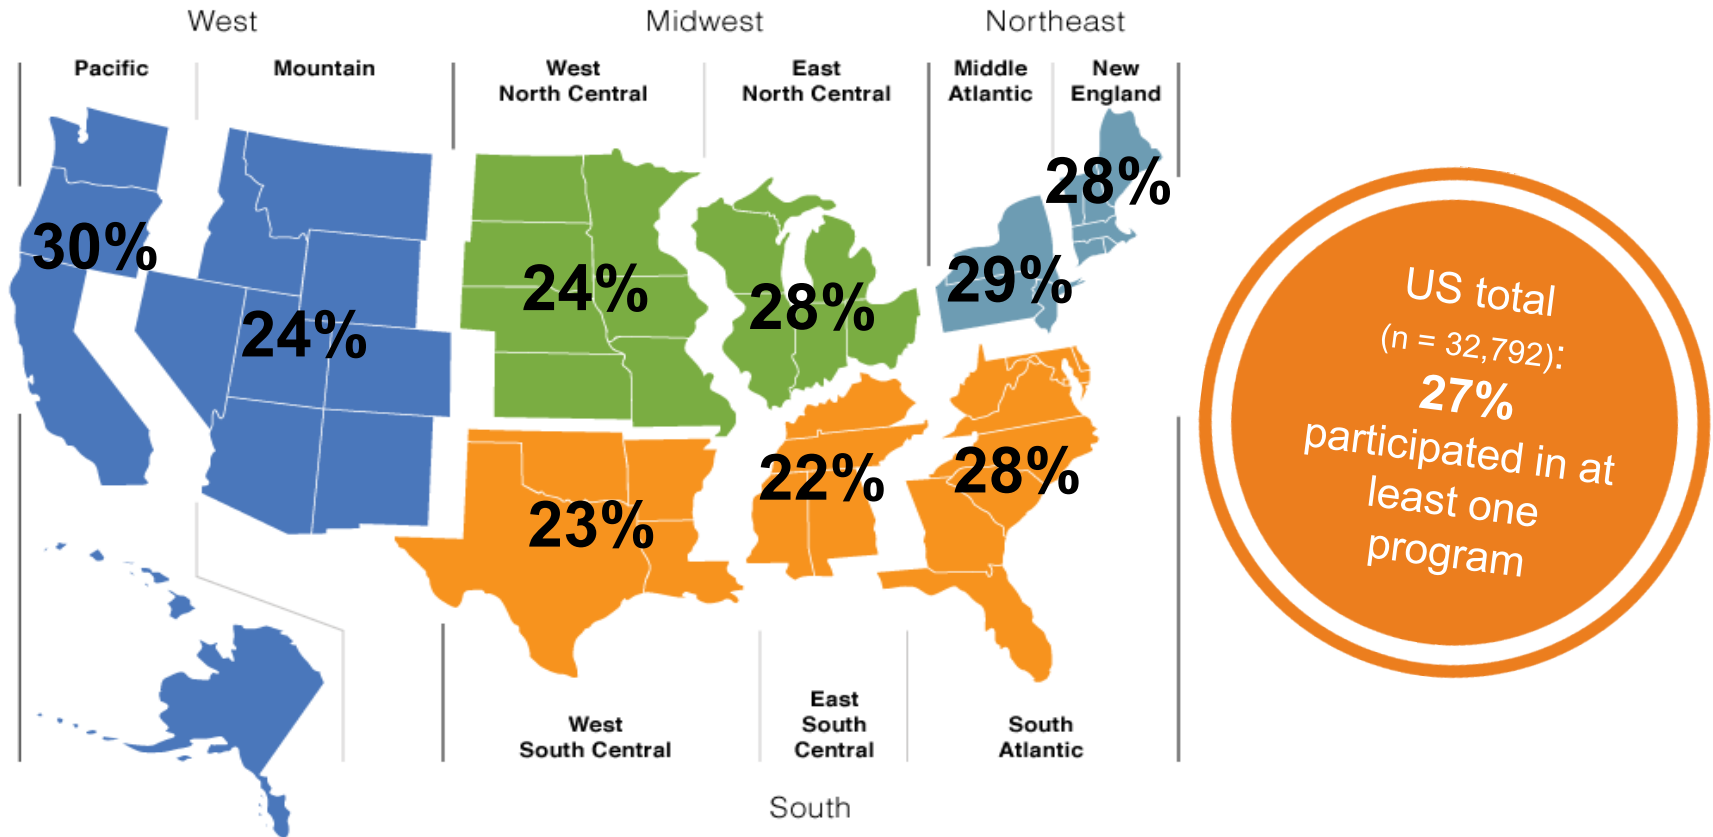 West
Midwest
Northeast
Pacific
Mountain
West
North Central
East
North Central
Middle
Atlantic
New
England
30%
24%
24%
28%
29%
28%
23%
22%
28%
West
South Central
East
South
Central
South
Atlantic
South
US total
(n = 32,792):
27%
participated in at
least one
program